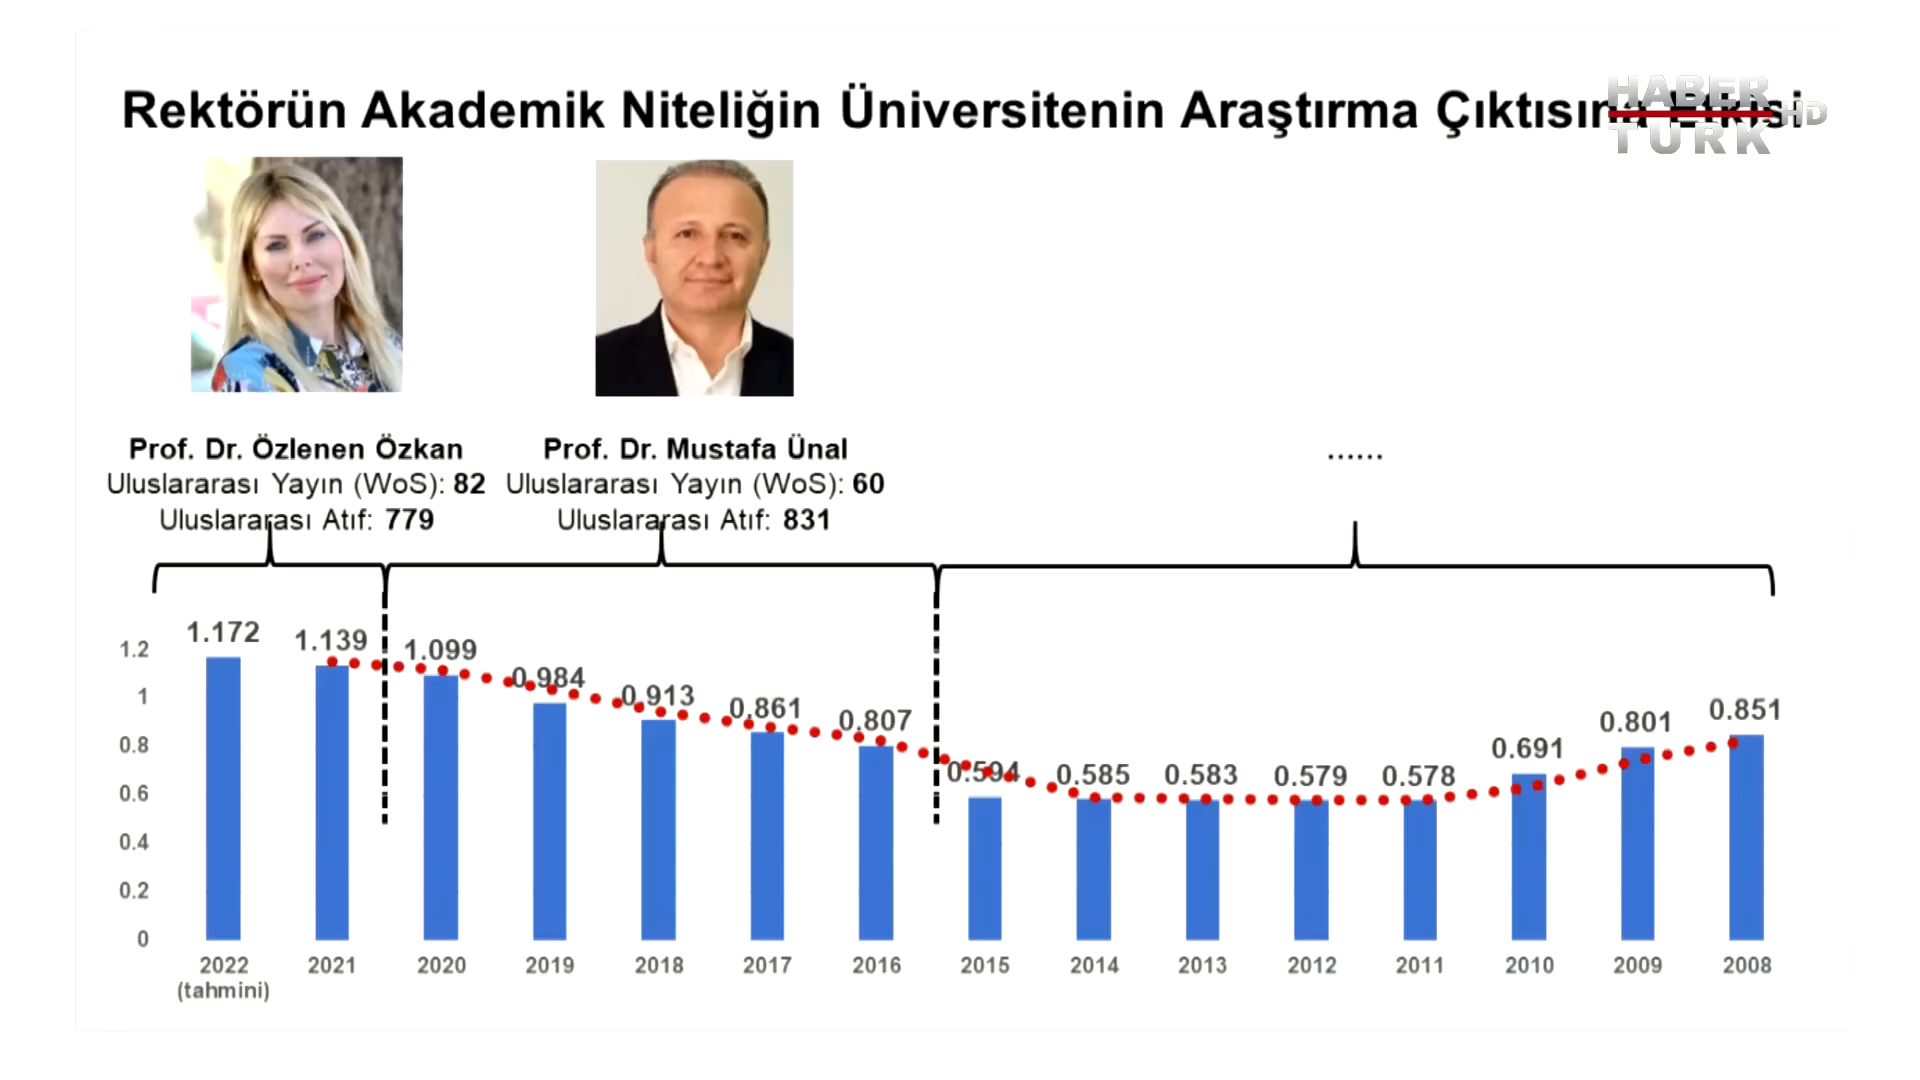 Rektörün Akademik Niteliğin Üniversitenin Araştırma Çıktısına Etkisi
HABER
TÜRK HD
Prof. Dr. Özlenen Özkan
Uluslararası Yayın (WoS): 82
Uluslararası Atıf: 779
Prof. Dr. Mustafa Ünal
Uluslararası Yayın (WoS): 60
Uluslararası Atıf: 831
......
1.172 1.139 1.099 0.984 0.913 0.861 0.807 0.594 0.585 0.583 0.579 0.578 0.691 0.801 0.851
1.2
1
0.8
0.6
0.4
0.2
0
2022 2021 2020 2019 2018 2017 2016 2015 2014 2013 2012 2011 2010 2009 2008
(tahmini)